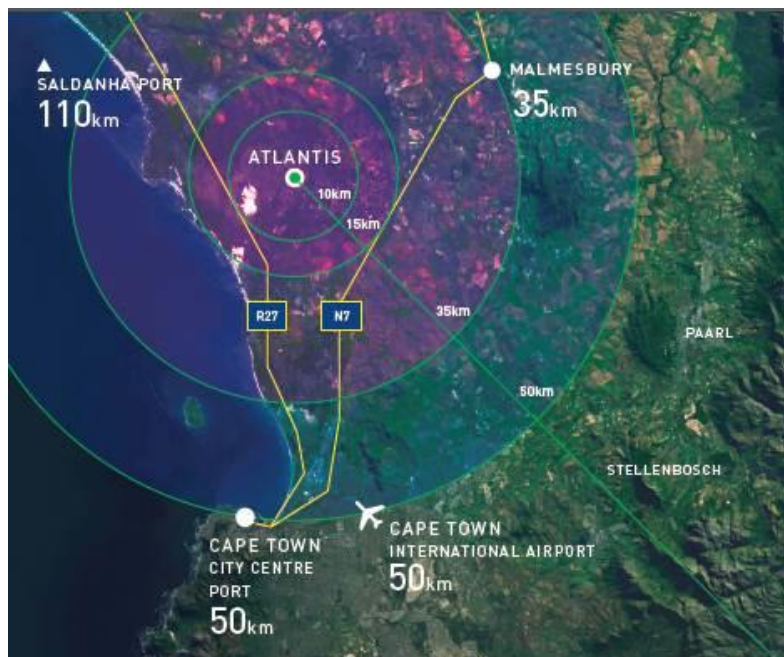 SALDANHA PORT
110km
MALMESBURY
35km
ATLANTIS
10km
15km
R27
N7
35km
PAARL
50km
STELLENBOSCH
CAPE TOWN
CITY CENTRE
PORT
50km
CAPE TOWN
INTERNATIONAL AIRPORT
50km